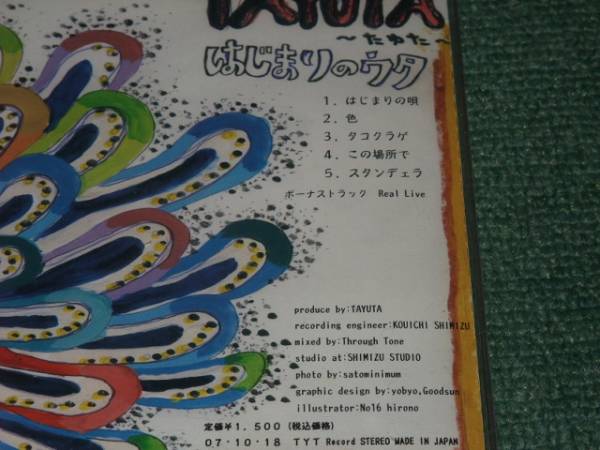 TAYUTA
〜たゆた〜
はじまりのウタ
1. はじまりの唄
2. 色
3. タコクラゲ
4. この場所で
5. スタンデェラ
ボーナストラック Real Live
produce by:TAYUTA
recording engineer:KOUICHI SHIMIZU
mixed by:Through Tone
studio at:SHIMIZU STUDIO
photo by:satominimum
graphic design by:yobyo,Goodsun
illustrator:No16 hirono
定価¥1,500 (税込価格)
07・10・18 TYT Record STEREO MADE IN JAPAN